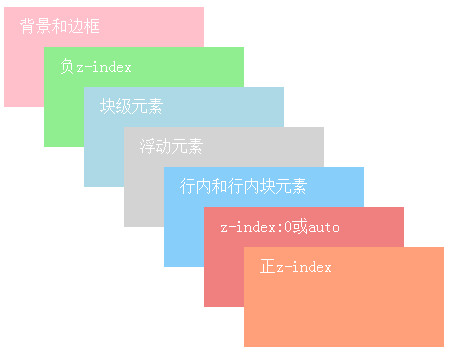 背景和边框
负z-index
块级元素
浮动元素
行内和行内块元素
z-index:0或auto
正z-index